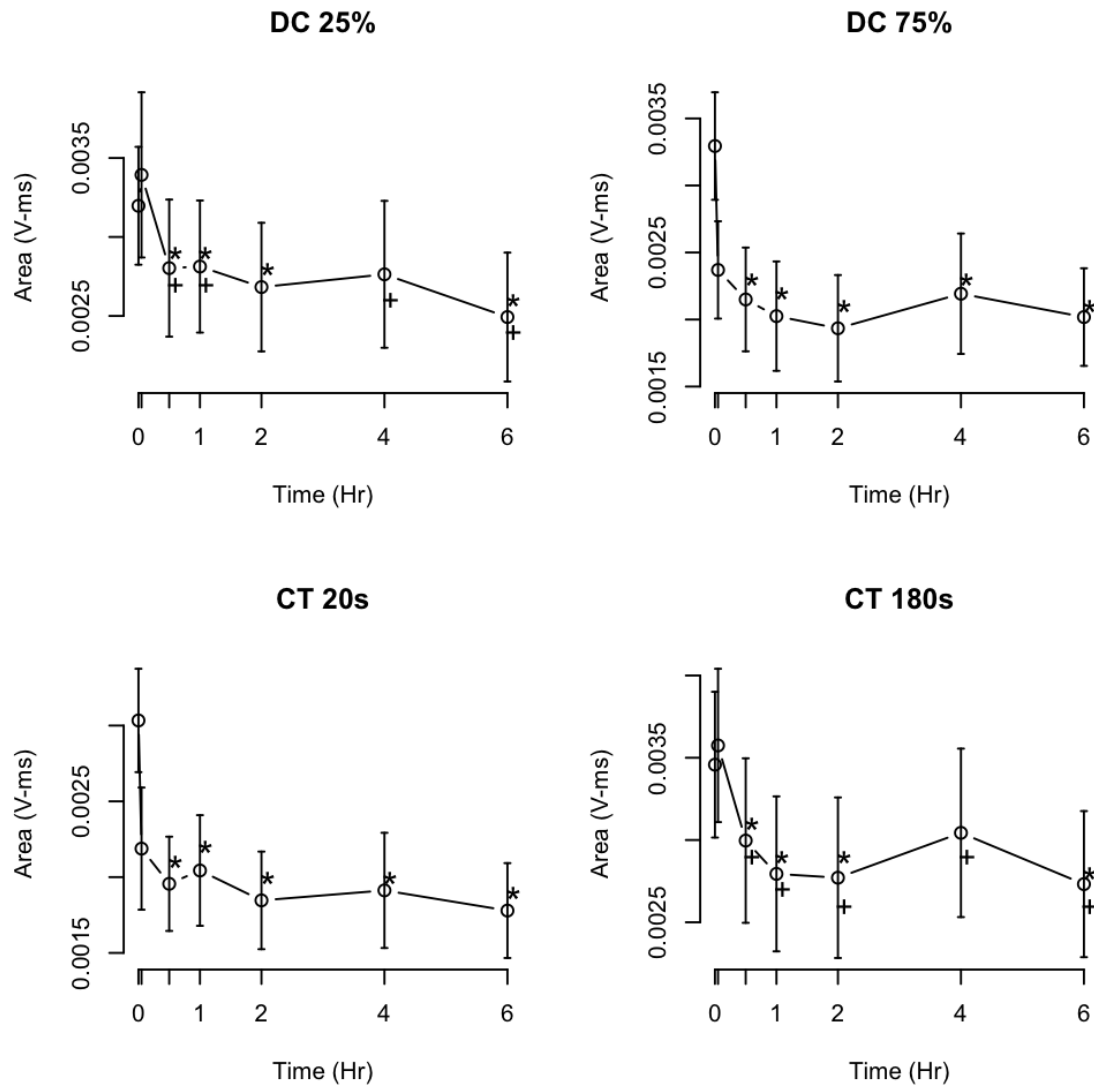 DC 25%
Area (V-ms)
0.0035
0.0025
* * * *
+ + + +
0 1 2 4 6
Time (Hr)
DC 75%
Area (V-ms)
0.0035
0.0025
0.0015
* * * * *
0 1 2 4 6
Time (Hr)
CT 20s
Area (V-ms)
0.0025
0.0015
* * * * *
0 1 2 4 6
Time (Hr)
CT 180s
Area (V-ms)
0.0035
0.0025
* * * *
+ + + + +
0 1 2 4 6
Time (Hr)